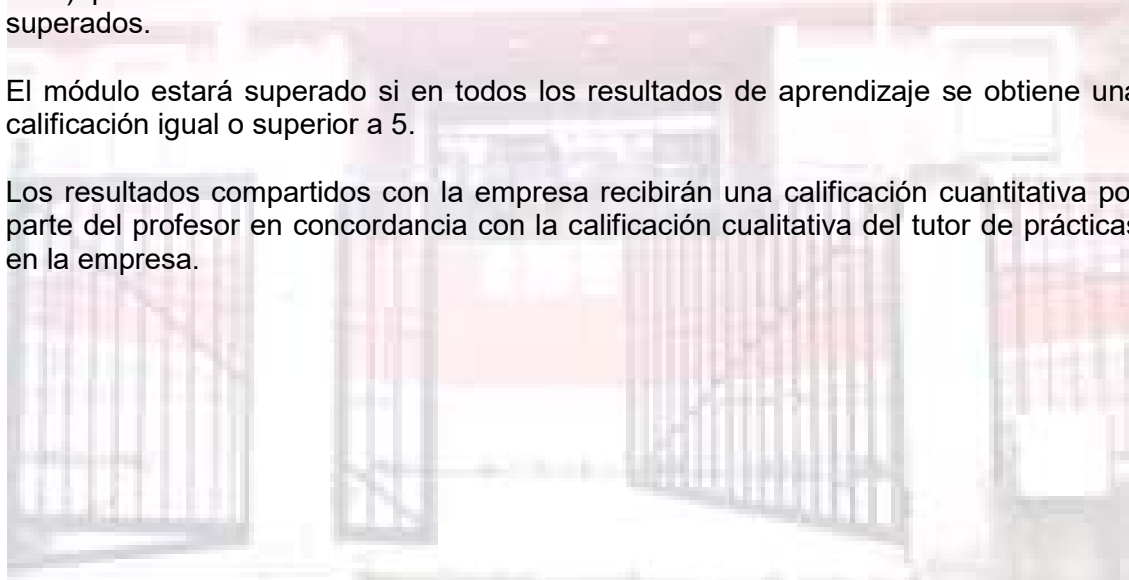 superados.
El módulo estará superado si en todos los resultados de aprendizaje se obtiene una
calificación igual o superior a 5.
Los resultados compartidos con la empresa recibirán una calificación cuantitativa por
parte del profesor en concordancia con la calificación cualitativa del tutor de prácticas
en la empresa.